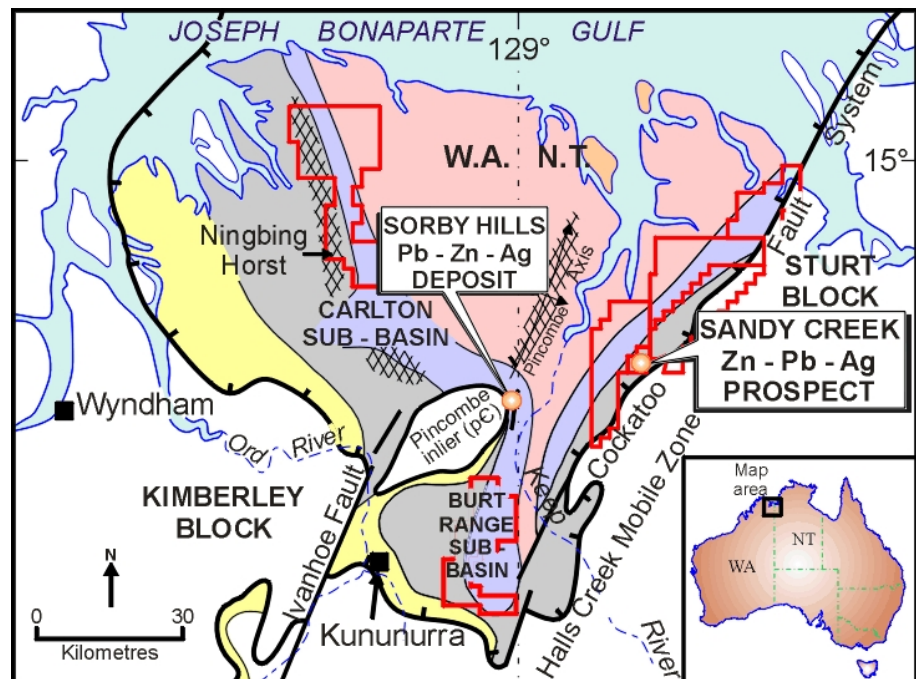 JOSEPH BONAPARTE GULF
129°
15°
W.A. N.T.
System
Fault
Ningbing
Horst
SORBY HILLS
Pb - Zn - Ag
DEPOSIT
Axis
Pincombe
STURT
BLOCK
CARLTON
SUB - BASIN
SANDY CREEK
Zn - Pb - Ag
PROSPECT
Wyndham
Ord River
Pincombe
inlier (pC)
Cockatoo
Keep
River
Halls Creek Mobile Zone
KIMBERLEY
BLOCK
Ivanhoe Fault
BURT
RANGE
SUB -
BASIN
Kununurra
N
0 30
Kilometres
Map
area
WA
NT